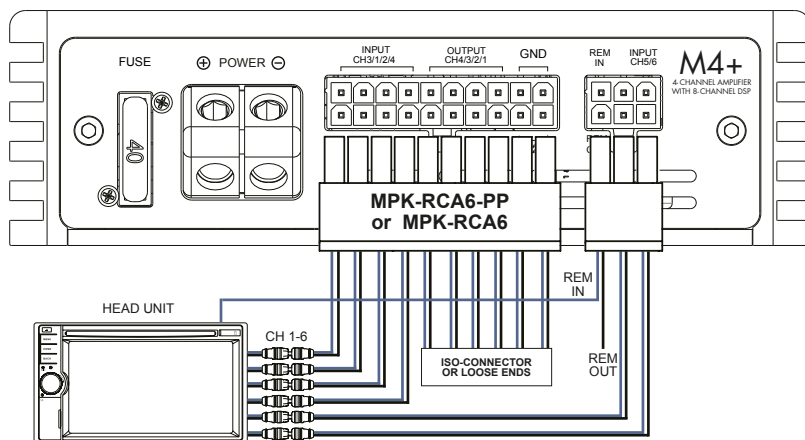 FUSE
⊕ POWER ⊖
INPUT
CH3/1/2/4
OUTPUT
CH4/3/2/1
GND
REM
IN
INPUT
CH5/6
M4+
4-CHANNEL AMPLIFIER
WITH 8-CHANNEL DSP
40
MPK-RCA6-PP
or MPK-RCA6
REM
IN
HEAD UNIT
CH 1-6
ISO-CONNECTOR
OR LOOSE ENDS
REM
OUT